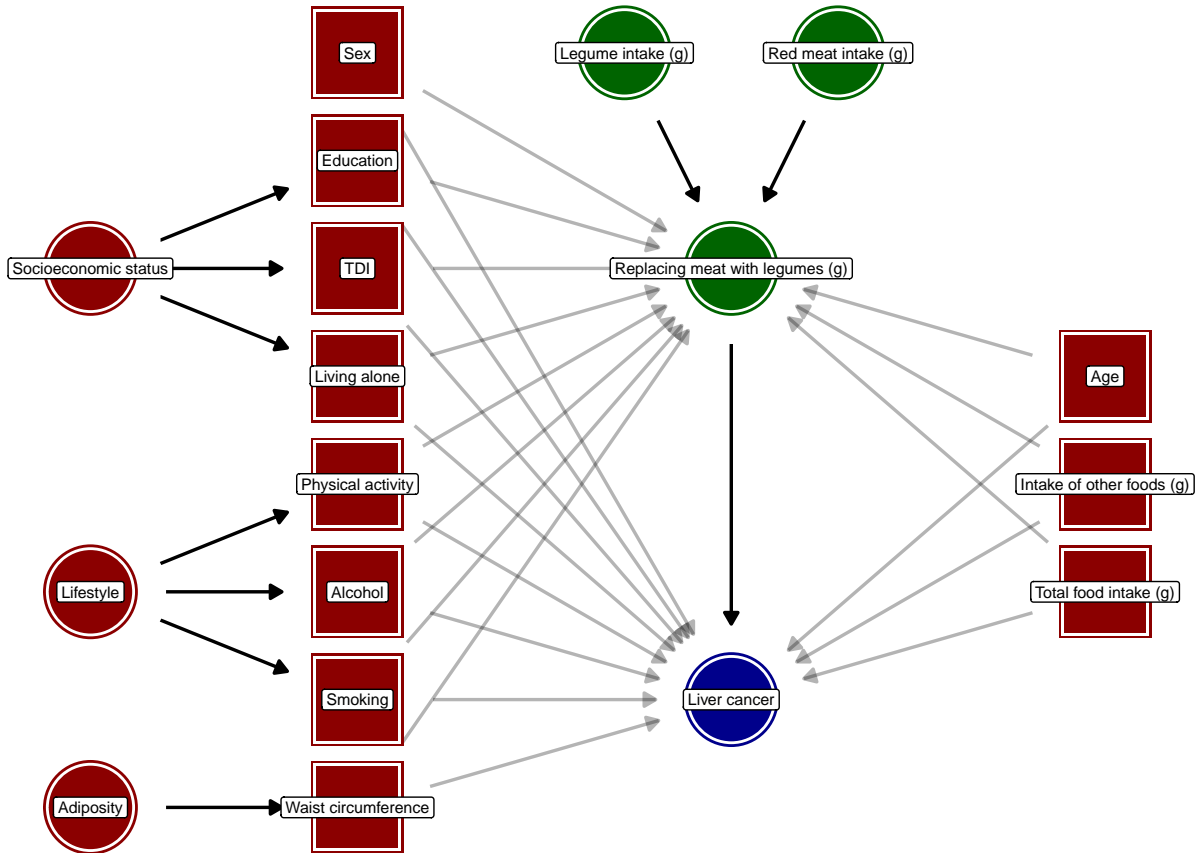 Sex
Legume intake (g)
Red meat intake (g)
Education
Socioeconomic status
TDI
Replacing meat with legumes (g)
Living alone
Age
Physical activity
Intake of other foods (g)
Lifestyle
Alcohol
Total food intake (g)
Smoking
Liver cancer
Adiposity
Waist circumference